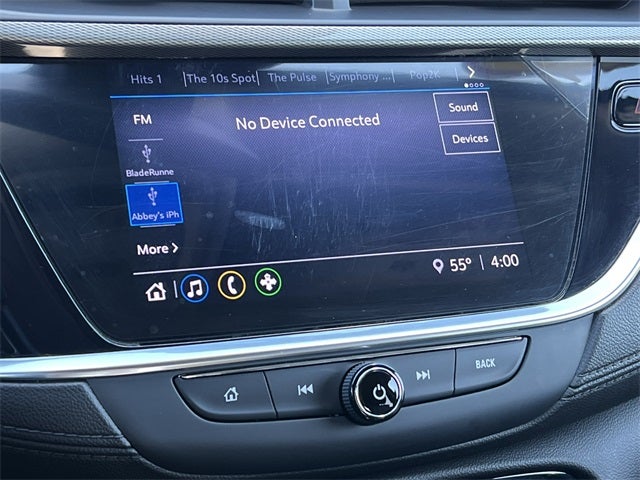 Hits 1 The 10s Spot The Pulse Symphony ... Pop2K
FM
No Device Connected
Sound
Devices
BladeRunne
Abbey's iPh
More
55° 4:00
BACK